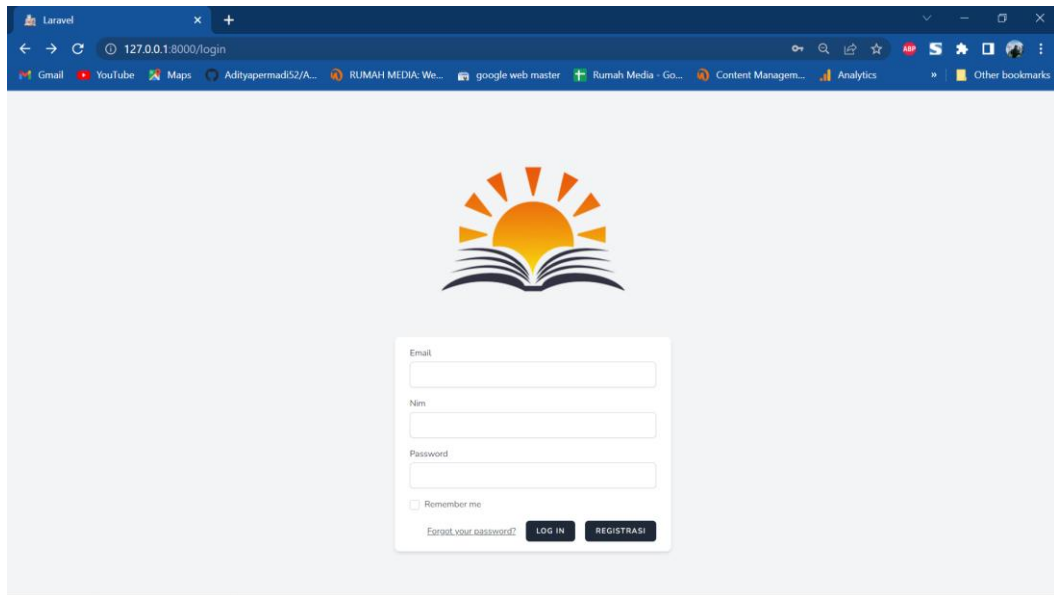 Laravel
127.0.0.1:8000/login
Gmail YouTube Maps Adityapermadi52/A... RUMAH MEDIA: We... google web master Rumah Media - Go... Content Managem... Analytics » Other bookmarks
ABP
Email
Nim
Password
Remember me
Forgot your password? LOG IN REGISTRASI